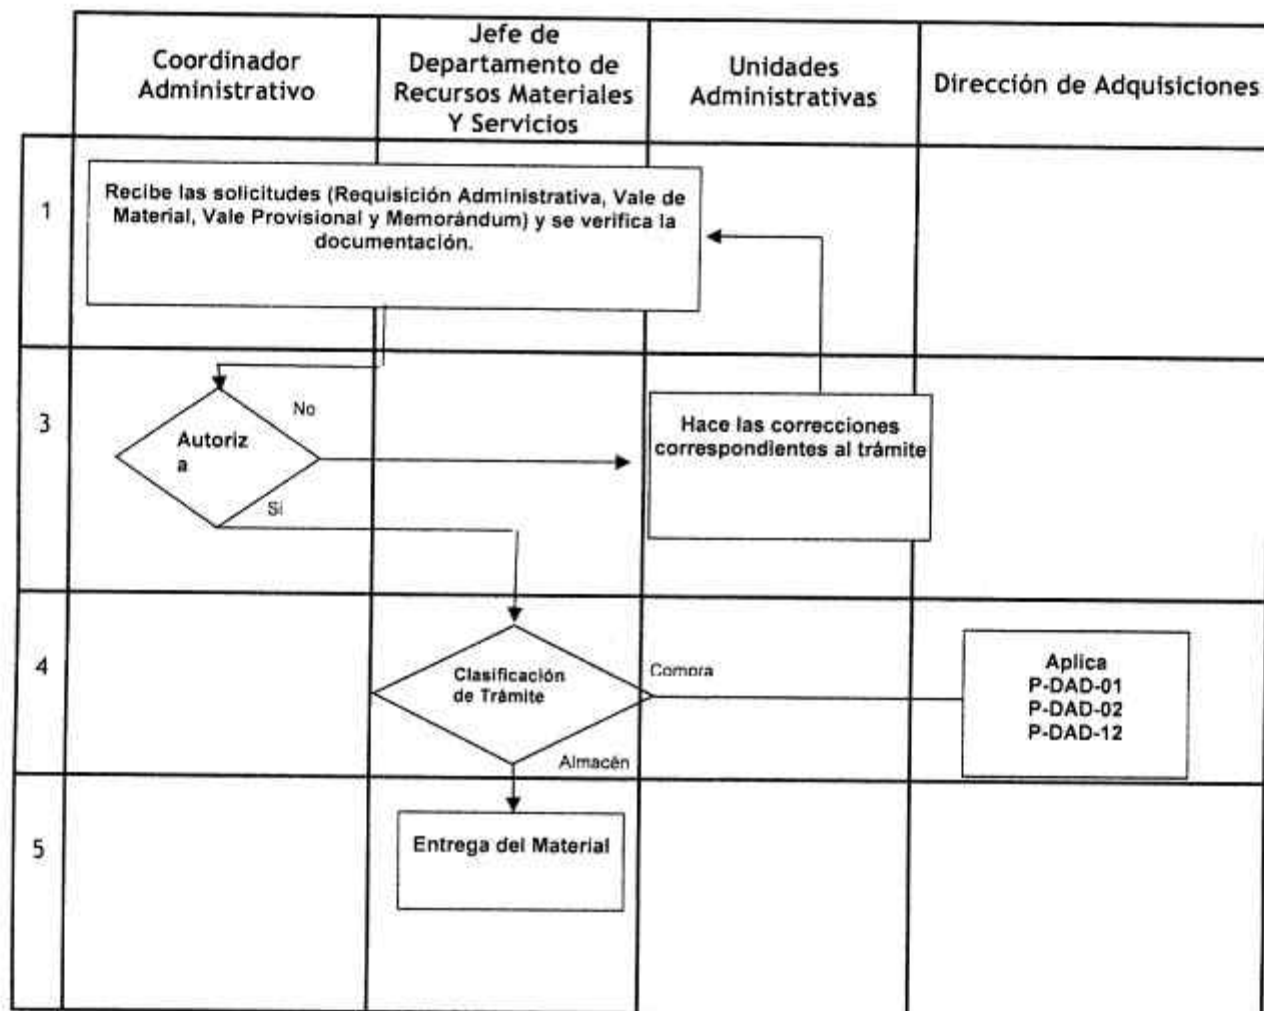 Coordinador
Administrativo
Jefe de
Departamento de
Recursos Materiales
Y Servicios
Unidades
Administrativas
Dirección de Adquisiciones
1
Recibe las solicitudes (Requisición Administrativa, Vale de
Material, Vale Provisional y Memorándum) y se verifica la
documentación.
3
Autoriz
a
No
Si
Hace las correcciones
correspondientes al trámite
4
Clasificación
de Trámite
Compra
Almacén
Aplica
P-DAD-01
P-DAD-02
P-DAD-12
5
Entrega del Material